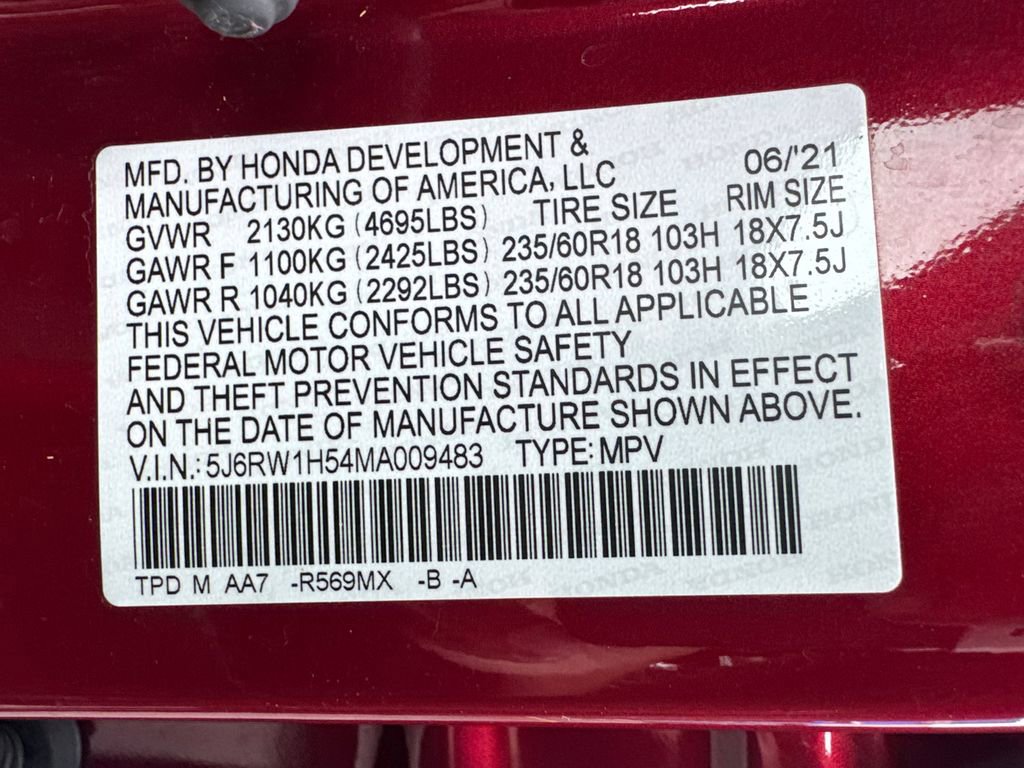 MFD. BY HONDA DEVELOPMENT &
MANUFACTURING OF AMERICA, LLC 06/'21
GVWR 2130KG (4695LBS) TIRE SIZE RIM SIZE
GAWR F 1100KG (2425LBS) 235/60R18 103H 18X7.5J
GAWR R 1040KG (2292LBS) 235/60R18 103H 18X7.5J
THIS VEHICLE CONFORMS TO ALL APPLICABLE
FEDERAL MOTOR VEHICLE SAFETY
AND THEFT PREVENTION STANDARDS IN EFFECT
ON THE DATE OF MANUFACTURE SHOWN ABOVE.
V.I.N.: 5J6RW1H54MA009483 TYPE: MPV
TPD M AA7 -R569MX -B -A